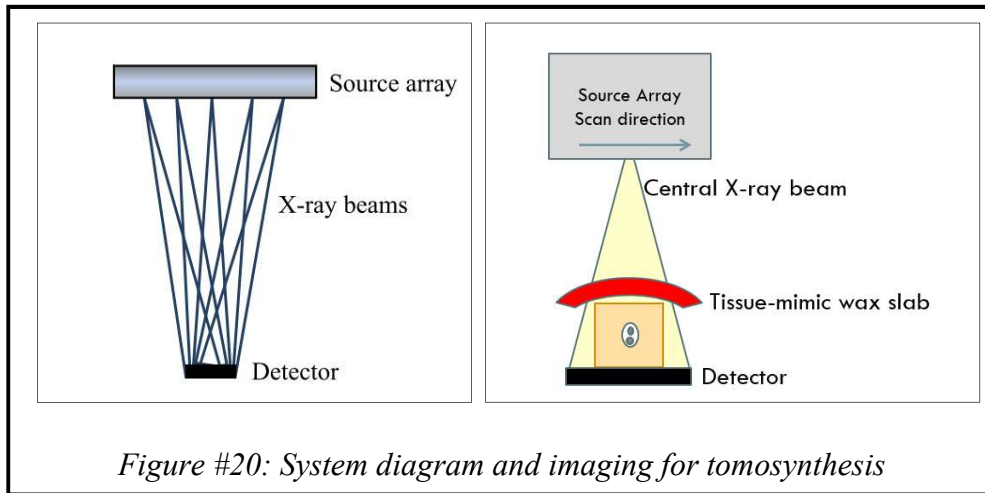 Source array
X-ray beams
Detector
Source Array
Scan direction
Central X-ray beam
Tissue-mimic wax slab
Detector
Figure #20: System diagram and imaging for tomosynthesis